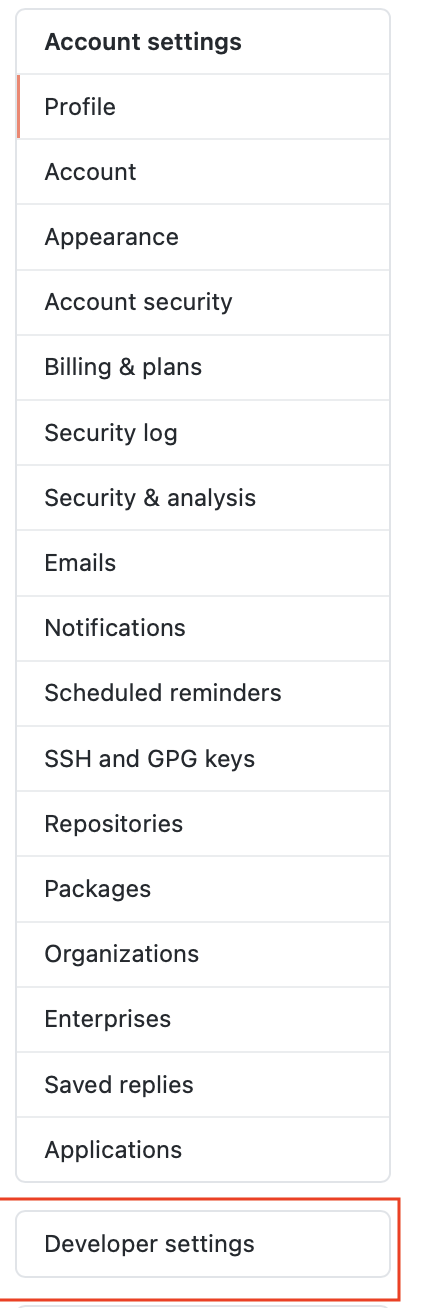 Account settings
Profile
Account
Appearance
Account security
Billing & plans
Security log
Security & analysis
Emails
Notifications
Scheduled reminders
SSH and GPG keys
Repositories
Packages
Organizations
Enterprises
Saved replies
Applications
Developer settings